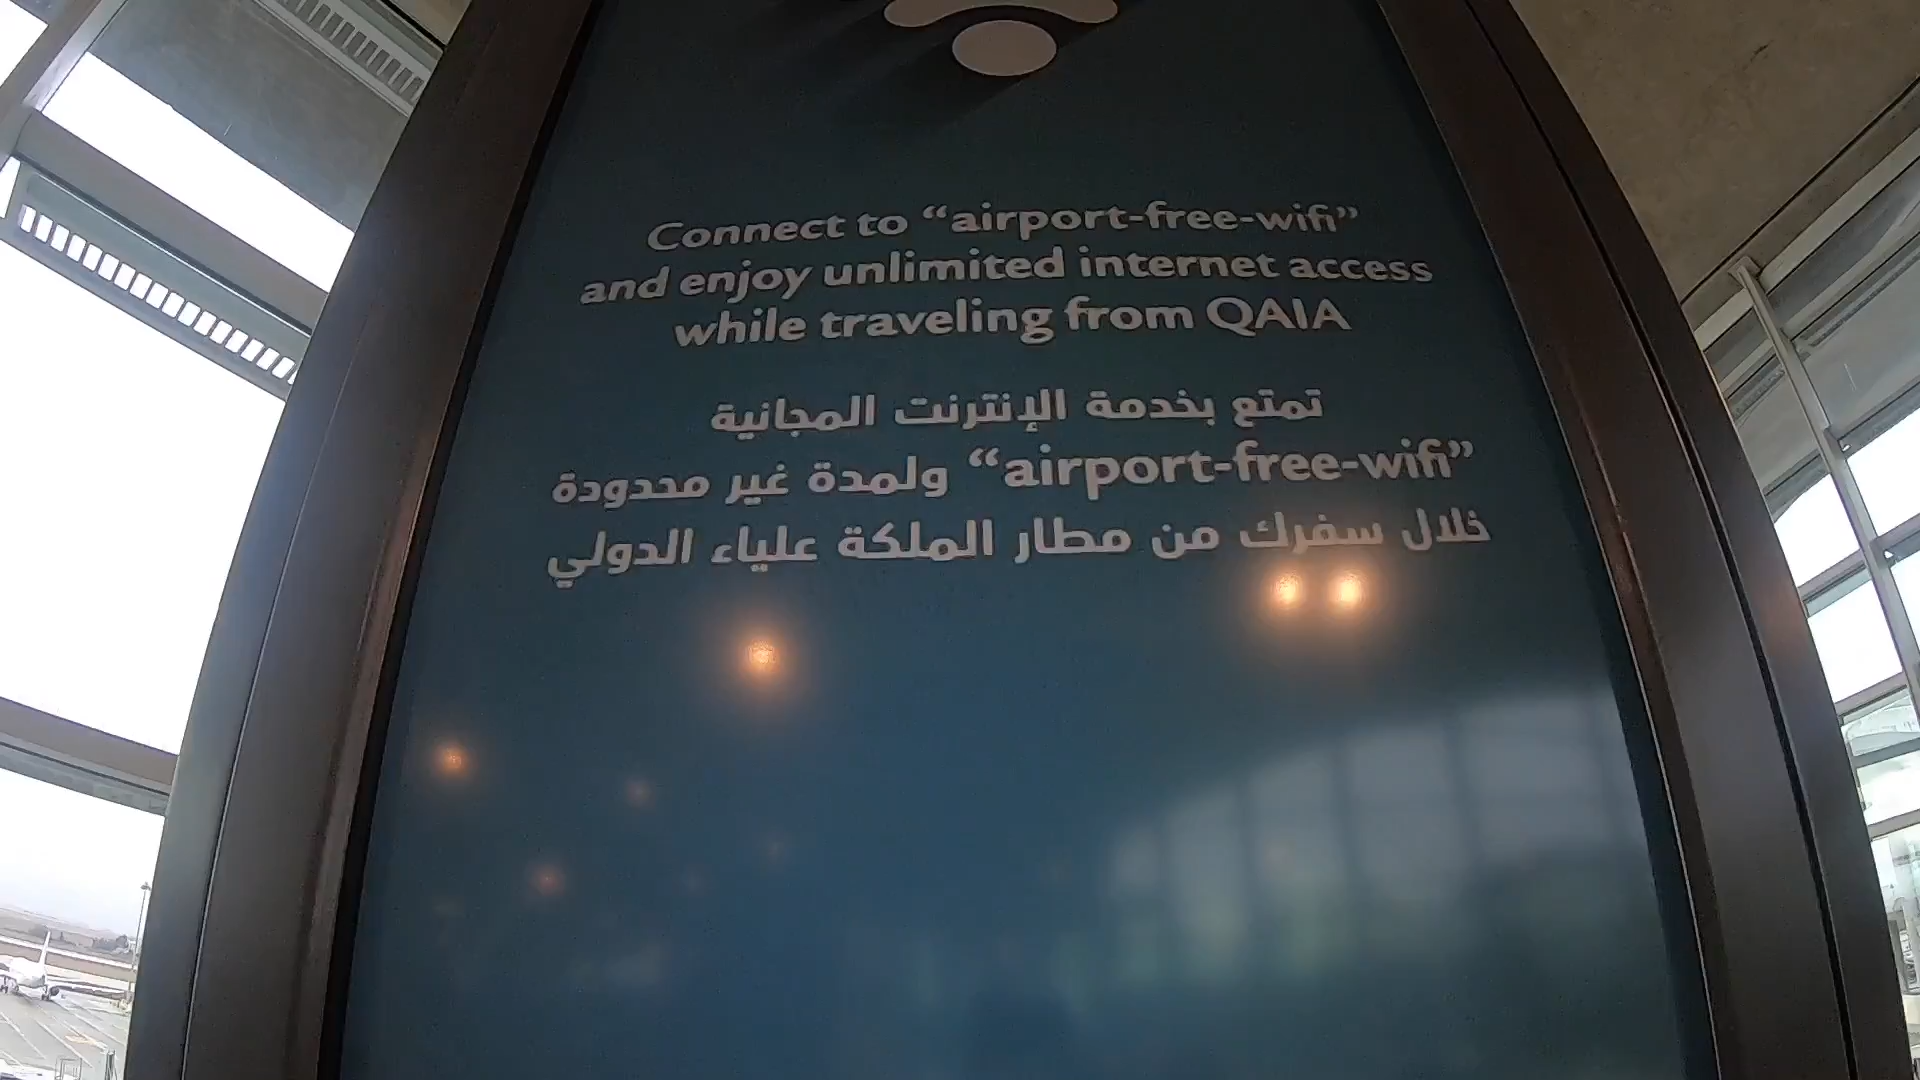 Connect to “airport-free-wifi”
and enjoy unlimited internet access
while traveling from QAIA
تمتع بخدمة الإنترنت المجانية
“airport-free-wifi” ولمدة غير محدودة
خلال سفرك من مطار الملكة علياء الدولي